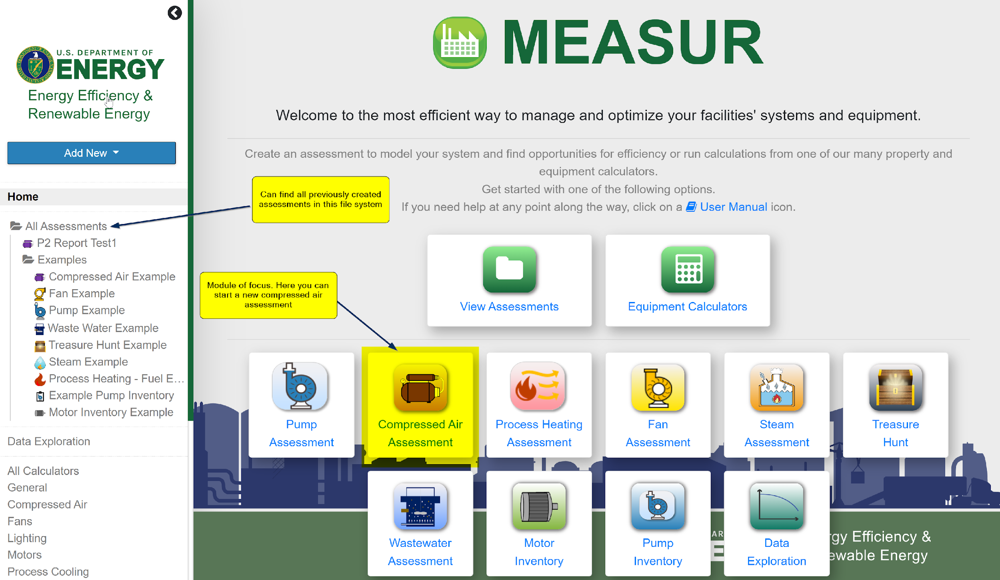 U.S. DEPARTMENT OF
ENERGY
Energy Efficiency &
Renewable Energy
Add New
Home
All Assessments
P2 Report Test1
Examples
Compressed Air Example
Fan Example
Pump Example
Waste Water Example
Treasure Hunt Example
Steam Example
Process Heating - Fuel E...
Example Pump Inventory
Motor Inventory Example
Data Exploration
All Calculators
General
Compressed Air
Fans
Lighting
Motors
Process Cooling
MEASUR
Welcome to the most efficient way to manage and optimize your facilities' systems and equipment.
Create an assessment to model your system and find opportunities for efficiency or run calculations from one of our many property and
equipment calculators.
Get started with one of the following options.
If you need help at any point along the way, click on a User Manual icon.
Can find all previously created
assessments in this file system
Module of focus. Here you can
start a new compressed air
assessment
View Assessments
Equipment Calculators
Pump
Assessment
Compressed Air
Assessment
Process Heating
Assessment
Fan
Assessment
Steam
Assessment
Treasure
Hunt
Wastewater
Assessment
Motor
Inventory
Pump
Inventory
Data
Exploration
AR
E
rgy Efficiency &
ewable Energy